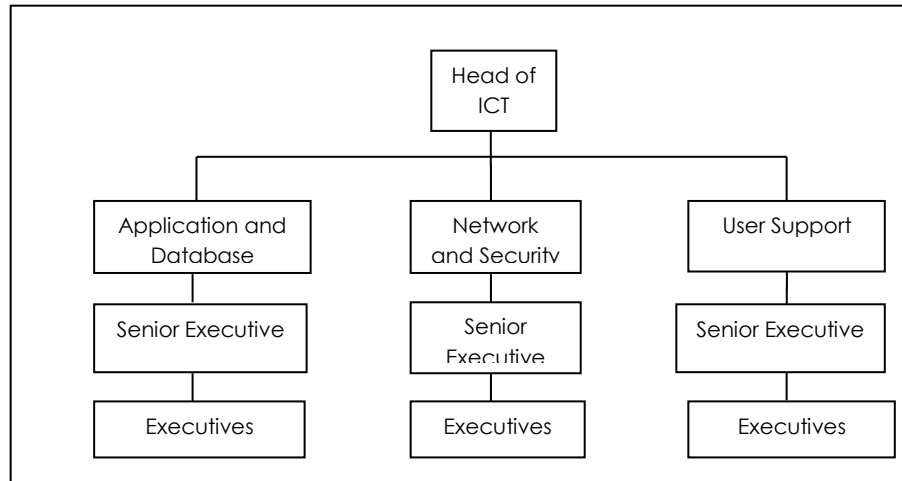 Head of
ICT
Application and
Database
Network
and Security
User Support
Senior Executive
Senior
Executive
Senior Executive
Executives
Executives
Executives